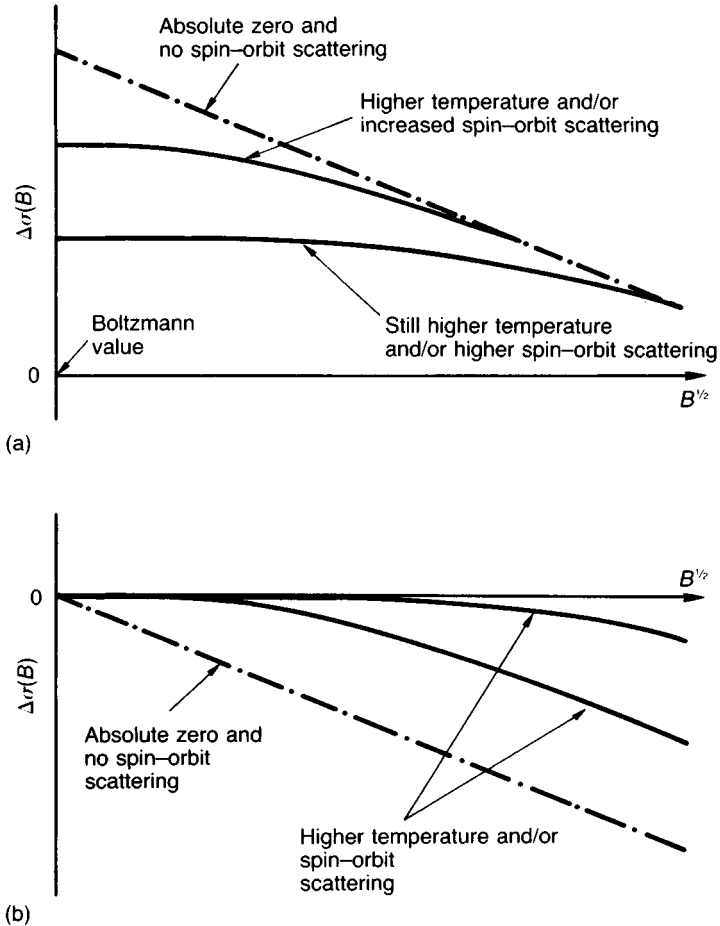 Absolute zero and
no spin–orbit scattering
Higher temperature and/or
increased spin–orbit scattering
Δσ(B)
Boltzmann
value
Still higher temperature
and/or higher spin–orbit scattering
0
B^½
(a)
0
B^½
Δσ(B)
Absolute zero and
no spin–orbit
scattering
Higher temperature and/or
spin–orbit
scattering
(b)